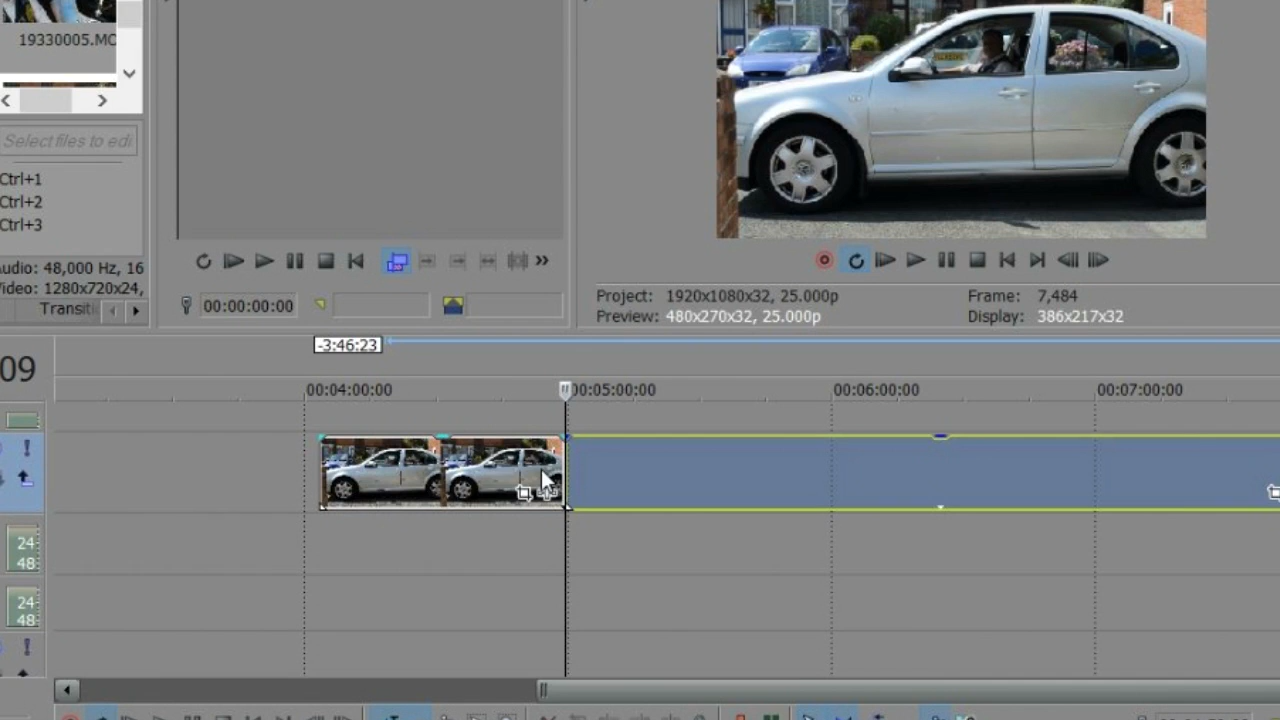 19330005.MO
Select files to edi
Ctrl+1
Ctrl+2
Ctrl+3
udio: 48,000 Hz, 16
ideo: 1280x720x24,
Transiti
00:00:00:00
Project: 1920x1080x32, 25.000p
Preview: 480x270x32, 25.000p
Frame: 7,484
Display: 386x217x32
-3:46:23
09
00:04:00:00
00:05:00:00
00:06:00:00
00:07:00:00
24
48
24
48